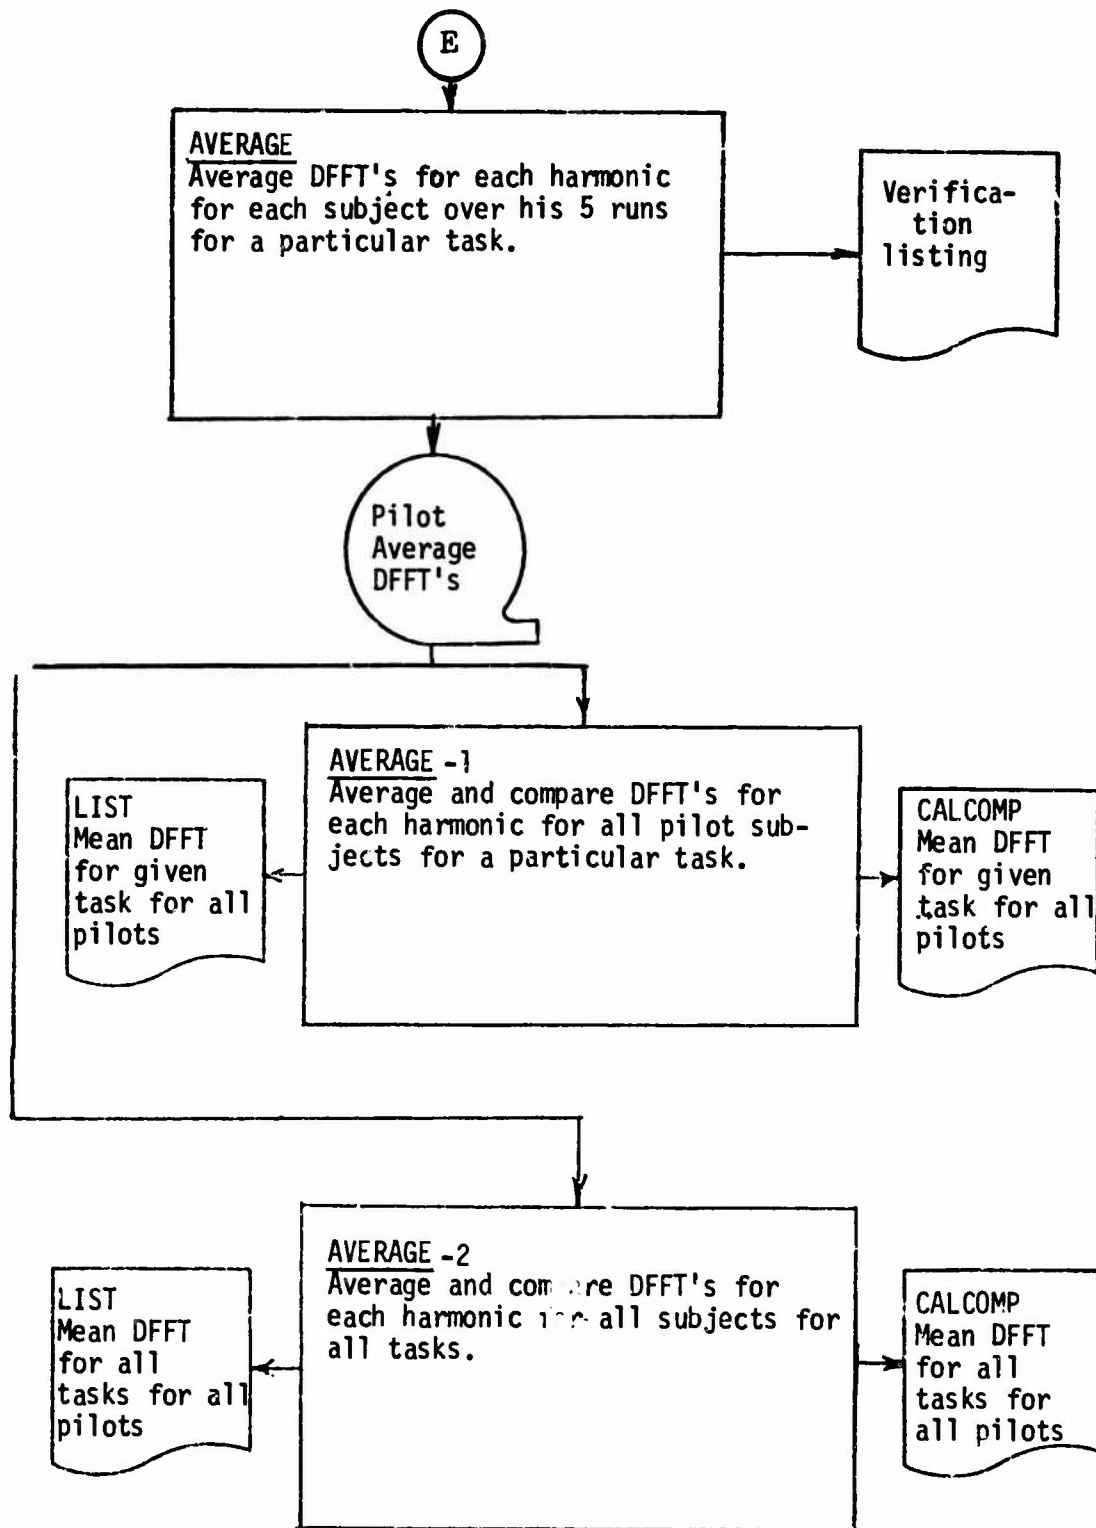 E
AVERAGE
Average DFFT's for each harmonic
for each subject over his 5 runs
for a particular task.
Verifica-
tion
listing
Pilot
Average
DFFT's
AVERAGE -1
Average and compare DFFT's for
each harmonic for all pilot sub-
jects for a particular task.
LIST
Mean DFFT
for given
task for all
pilots
CALCOMP
Mean DFFT
for given
task for all
pilots
AVERAGE -2
Average and DFFT's for
each harmonic all subjects for
all tasks.
LIST
Mean DFFT
for all
tasks for all
pilots
CALCOMP
Mean DFFT
for all
tasks for
all pilots